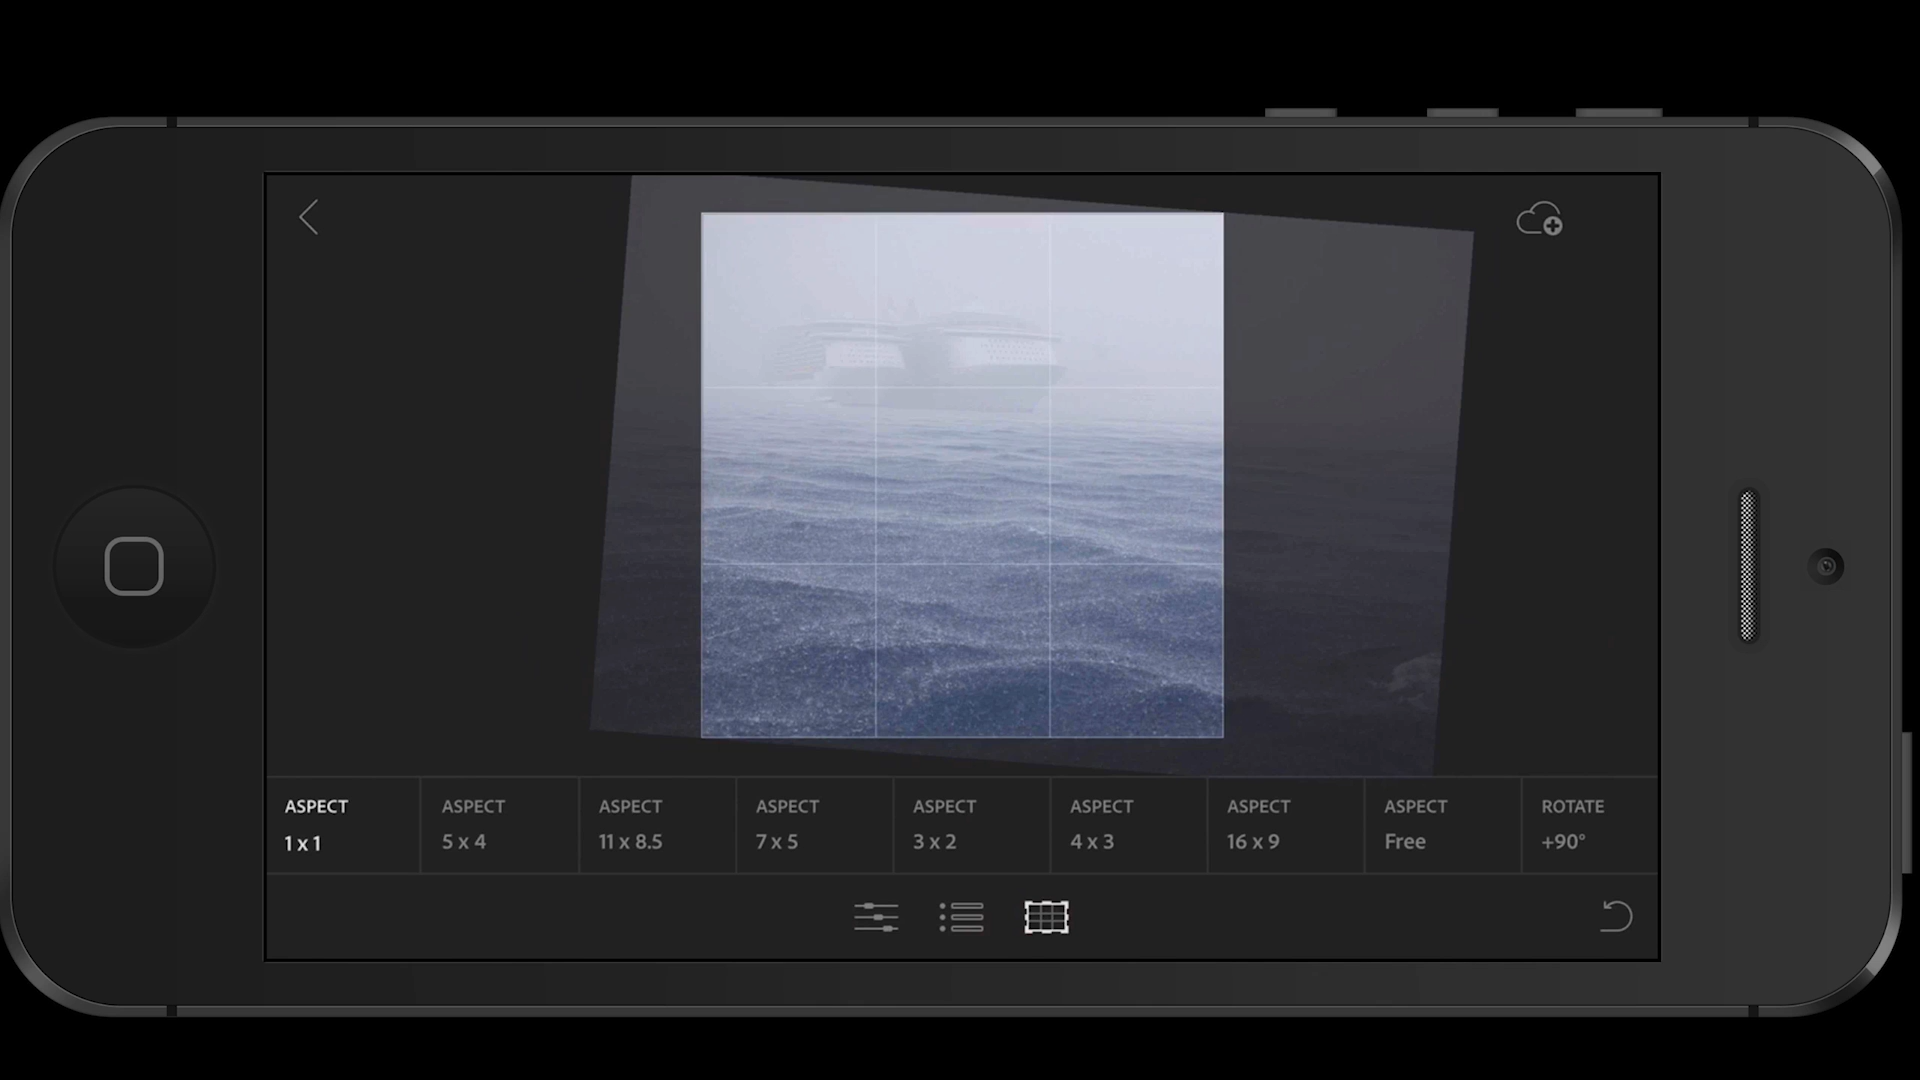 ASPECT ASPECT ASPECT ASPECT ASPECT ASPECT ASPECT ASPECT ROTATE
1 x 1 5 x 4 11 x 8.5 7 x 5 3 x 2 4 x 3 16 x 9 Free +90°